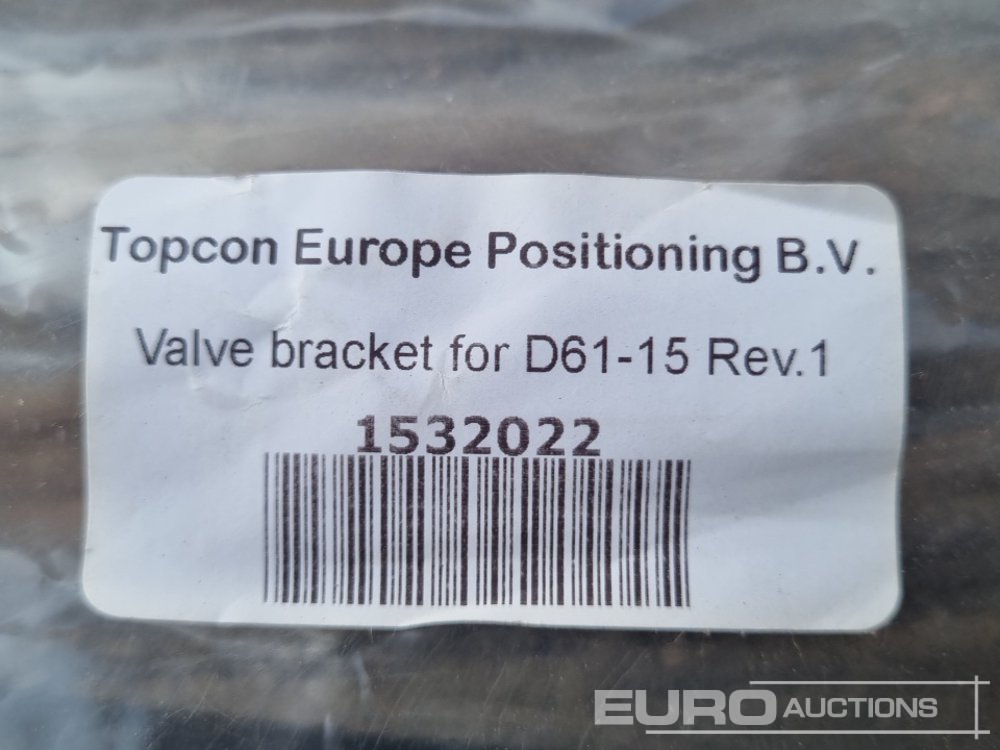 Topcon Europe Positioning B.V.
Valve bracket for D61-15 Rev.1
1532022
EURO AUCTIONS